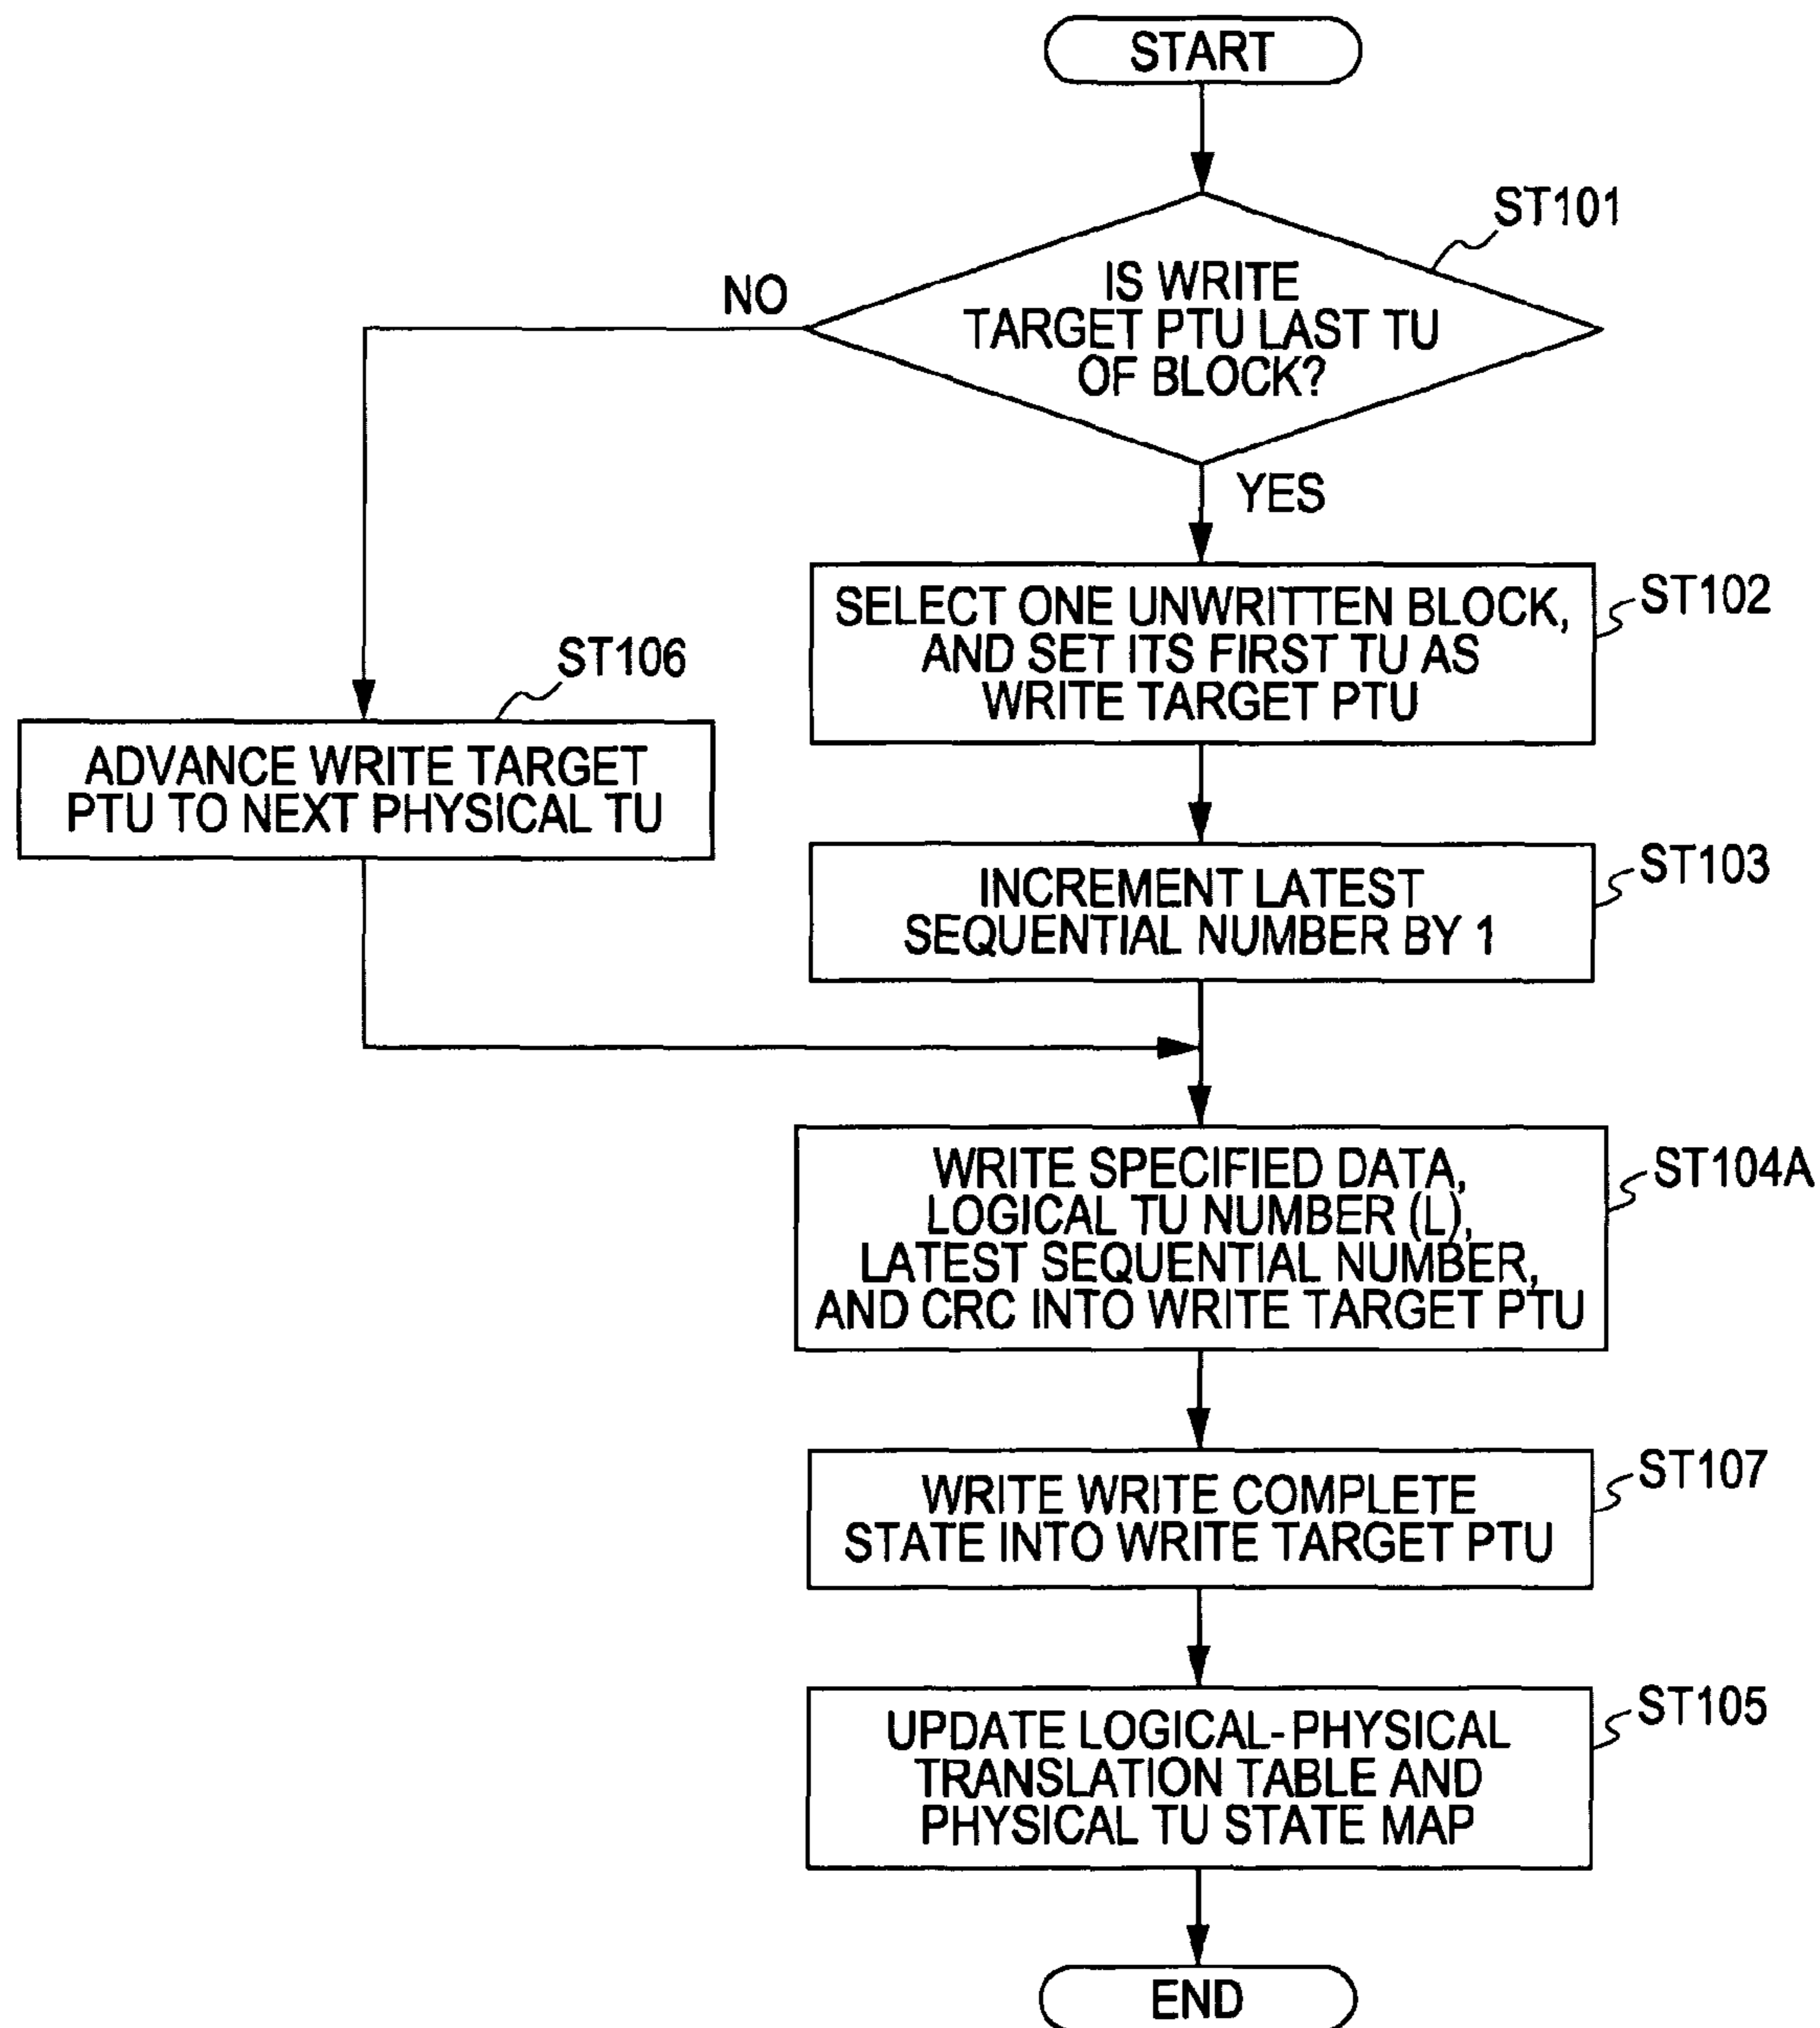 START
ST101
IS WRITE
TARGET PTU LAST TU
OF BLOCK?
NO
YES
ST102
SELECT ONE UNWRITTEN BLOCK,
AND SET ITS FIRST TU AS
WRITE TARGET PTU
ST106
ADVANCE WRITE TARGET
PTU TO NEXT PHYSICAL TU
ST103
INCREMENT LATEST
SEQUENTIAL NUMBER BY 1
ST104A
WRITE SPECIFIED DATA,
LOGICAL TU NUMBER (L),
LATEST SEQUENTIAL NUMBER,
AND CRC INTO WRITE TARGET PTU
ST107
WRITE WRITE COMPLETE
STATE INTO WRITE TARGET PTU
ST105
UPDATE LOGICAL-PHYSICAL
TRANSLATION TABLE AND
PHYSICAL TU STATE MAP
END